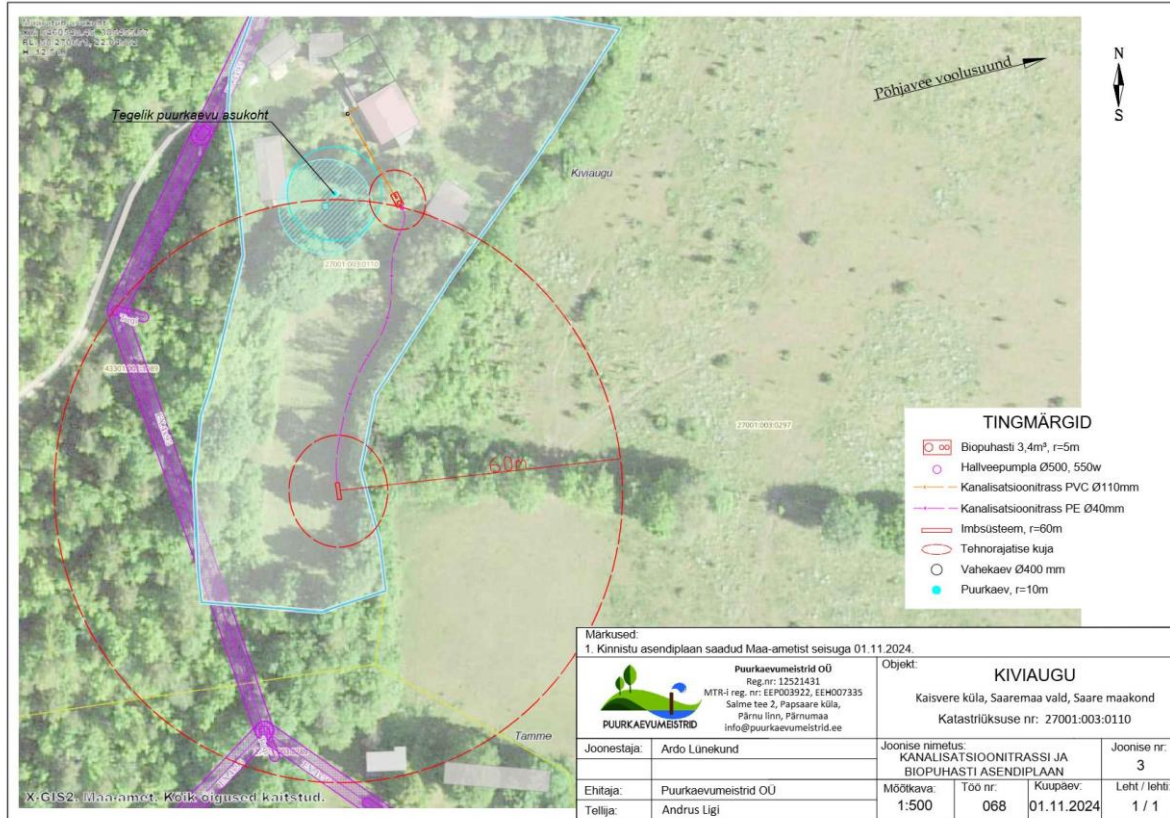 H
Põhjavee voolusuund
N
S
Tegelik puurkaevu asukoht
Kiviaugu
27001:003:0110
27001:003:0297
60m
Tamme
X-GIS2. Maa-amet. Kõik õigused kaitstud.
TINGMÄRGID
Biopuhasti 3,4m³, r=5m
Hallveepumpla Ø500, 550w
Kanalisatsioonitrass PVC Ø110mm
Kanalisatsioonitrass PE Ø40mm
Imbsüsteem, r=60m
Tehnorajatise kuja
Vahekaev Ø400 mm
Puurkaev, r=10m
Märkused:
1. Kinnistu asendiplaan saadud Maa-ametist seisuga 01.11.2024.
PUURKAEVUMEISTRID
Puurkaevumeistrid OÜ
Reg.nr: 12521431
MTR-i reg. nr: EEP003922, EEH007335
Salme tee 2, Papsaare küla,
Pärnu linn, Pärnumaa
info@puurkaevumeistrid.ee
Objekt:
KIVIAUGU
Kaisvere küla, Saaremaa vald, Saare maakond
Katastriüksuse nr: 27001:003:0110
Joonestaja: Ardo Lünekund
Joonise nimetus:
KANALISATSIOONITRASSI JA
BIOPUHASTI ASENDIPLAAN
Joonise nr:
3
Ehitaja: Puurkaevumeistrid OÜ
Tellija: Andrus Ligi
Mõõtkava:
1:500
Töö nr:
068
Kuupäev:
01.11.2024
Leht / lehti:
1 / 1